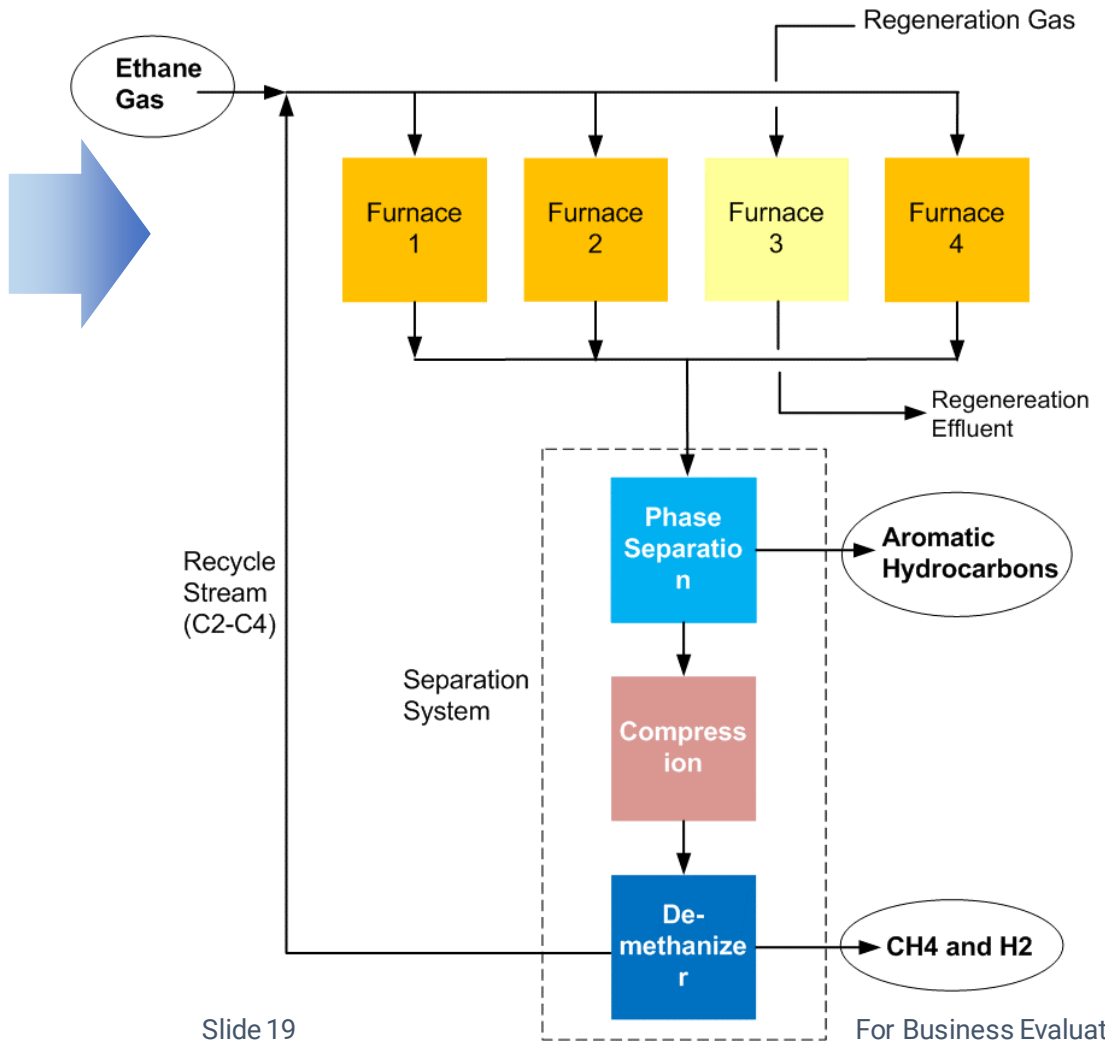 Regeneration Gas
Ethane
Gas
Furnace
1
Furnace
2
Furnace
3
Furnace
4
Regenereation
Effluent
Phase
Separatio
n
Aromatic
Hydrocarbons
Recycle
Stream
(C2-C4)
Separation
System
Compress
ion
De-
methanize
r
CH4 and H2
Slide 19
For Business Evaluat